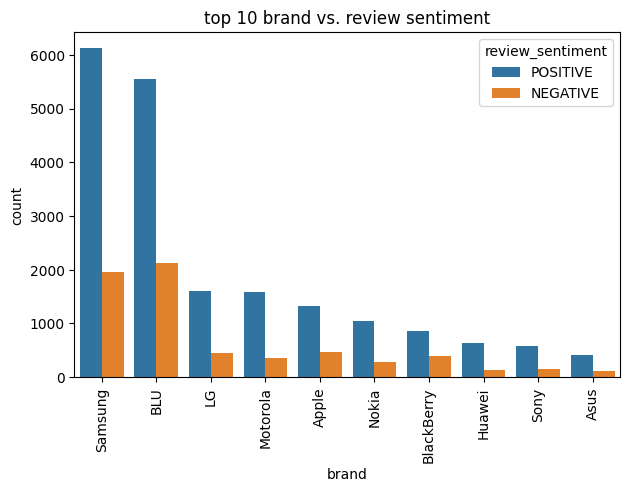 top 10 brand vs. review sentiment
review_sentiment
POSITIVE
NEGATIVE
count
6000
5000
4000
3000
2000
1000
0
Samsung
BLU
LG
Motorola
Apple
Nokia
BlackBerry
Huawei
Sony
Asus
brand